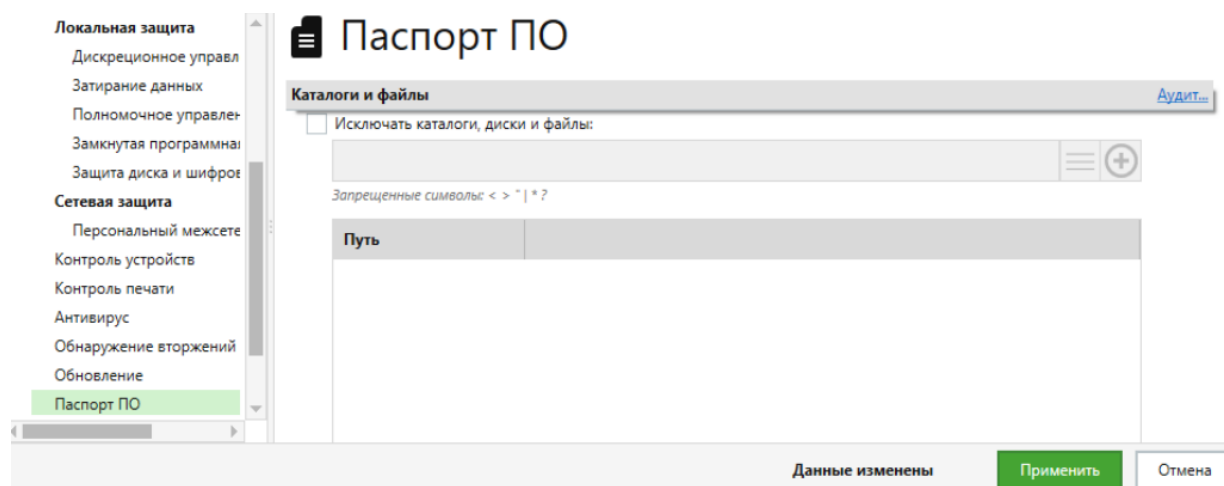 Локальная защита
Дискреционное управл
Затирание данных
Полномочное управлен
Замкнутая программна
Защита диска и шифров
Сетевая защита
Персональный межсете
Контроль устройств
Контроль печати
Антивирус
Обнаружение вторжений
Обновление
Паспорт ПО
Паспорт ПО
Каталоги и файлы
Аудит...
Исключать каталоги, диски и файлы:
Запрещенные символы: < > " | * ?
Путь
Данные изменены
Применить
Отмена